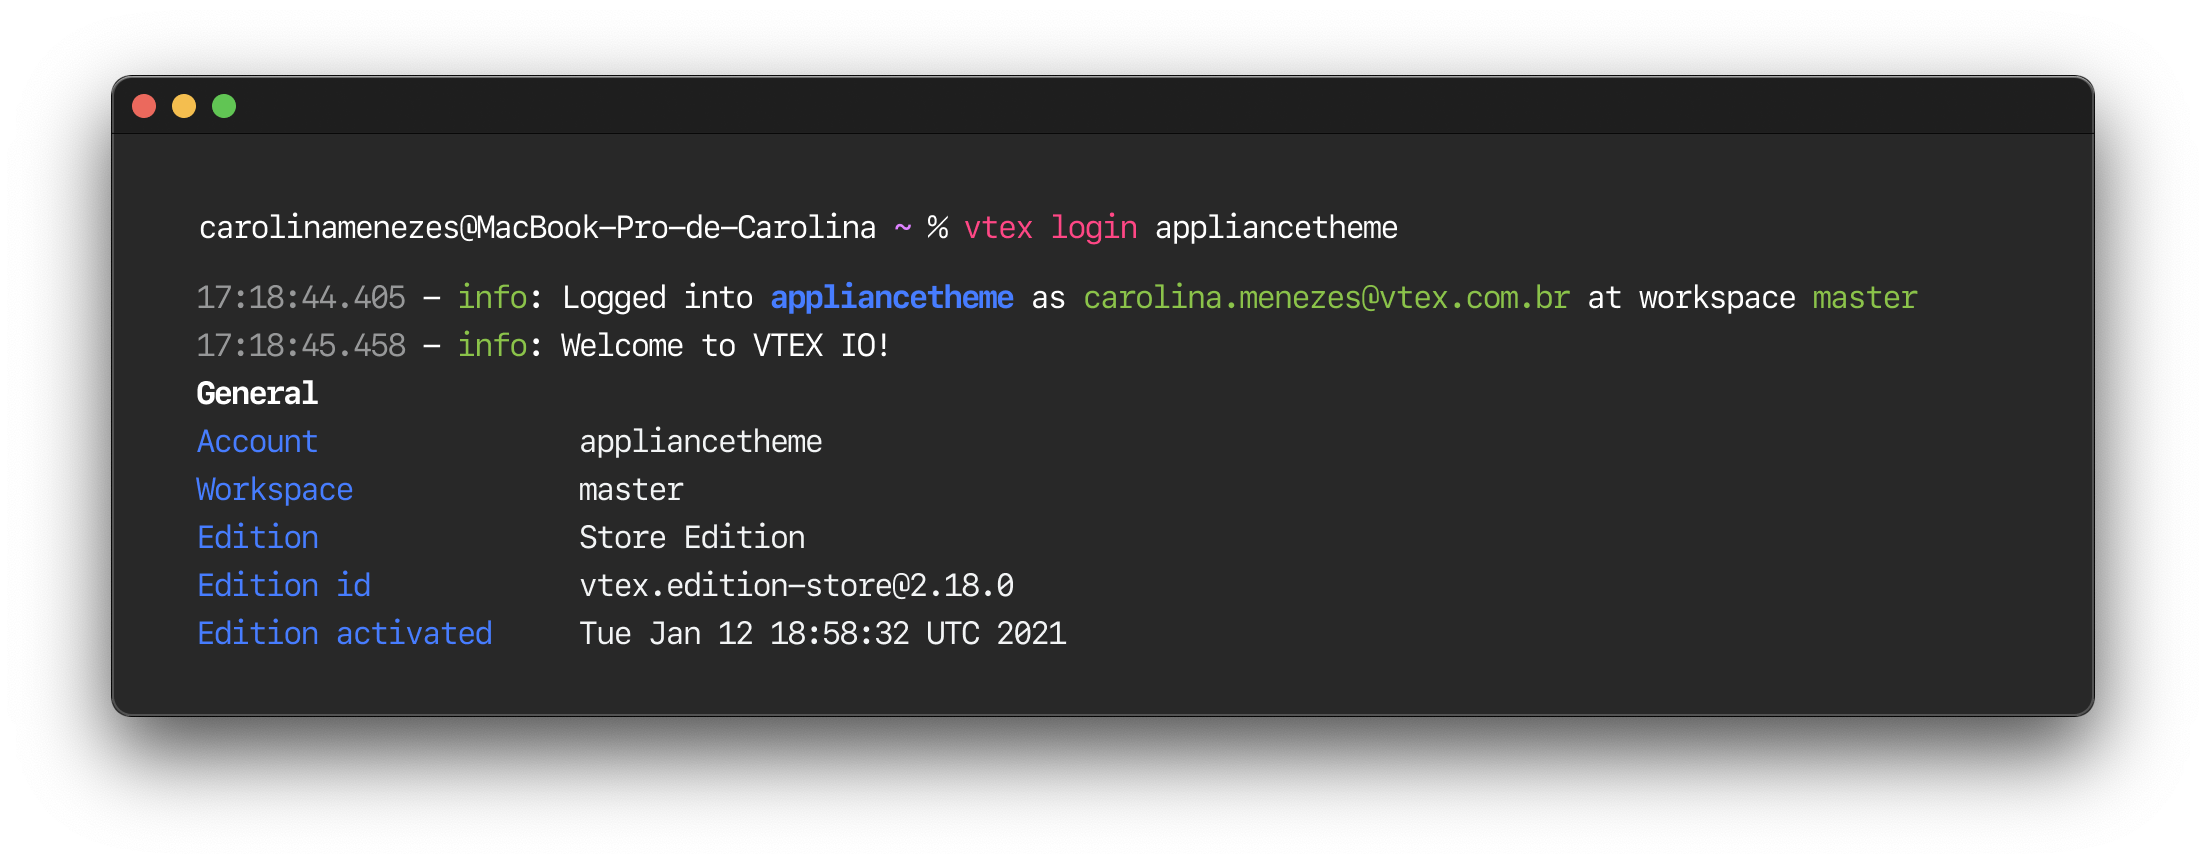 carolinamenezes@MacBook-Pro-de-Carolina ~ % vtex login appliancetheme
17:18:44.405 - info: Logged into appliancetheme as carolina.menezes@vtex.com.br at workspace master
17:18:45.458 - info: Welcome to VTEX IO!
General
Account appliancetheme
Workspace master
Edition Store Edition
Edition id vtex.edition-store@2.18.0
Edition activated Tue Jan 12 18:58:32 UTC 2021